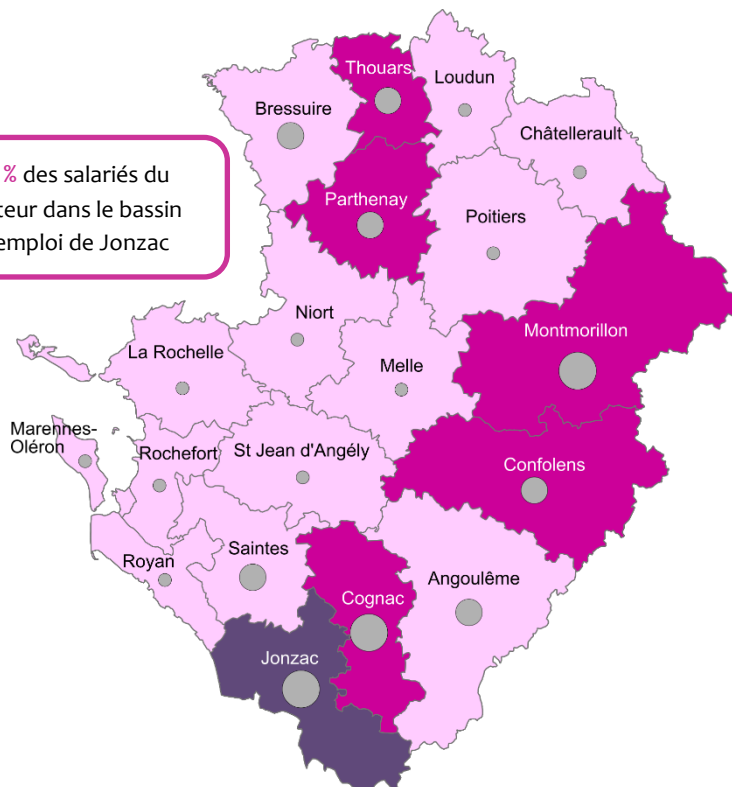 Thouars
Loudun
Bressuire
Châtellerault
% des salariés du
teur dans le bassin
emploi de Jonzac
Parthenay
Poitiers
Niort
Montmorillon
La Rochelle
Melle
Marennes-
Oléron
Rochefort
St Jean d'Angély
Confolens
Saintes
Royan
Angoulême
Cognac
Jonzac